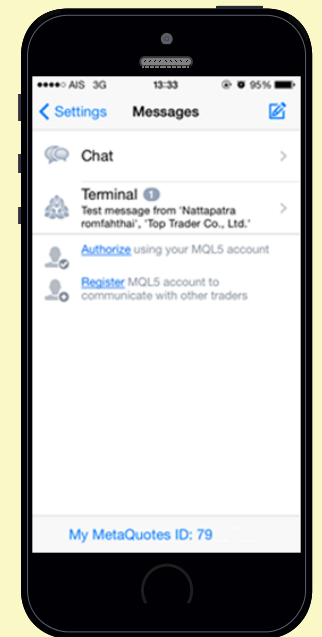 AIS 3G 13:33 95%
Settings Messages
Chat
Terminal 1
Test message from 'Nattapatra
romfahthai', 'Top Trader Co., Ltd.'
Authorize using your MQL5 account
Register MQL5 account to
communicate with other traders
My MetaQuotes ID: 79